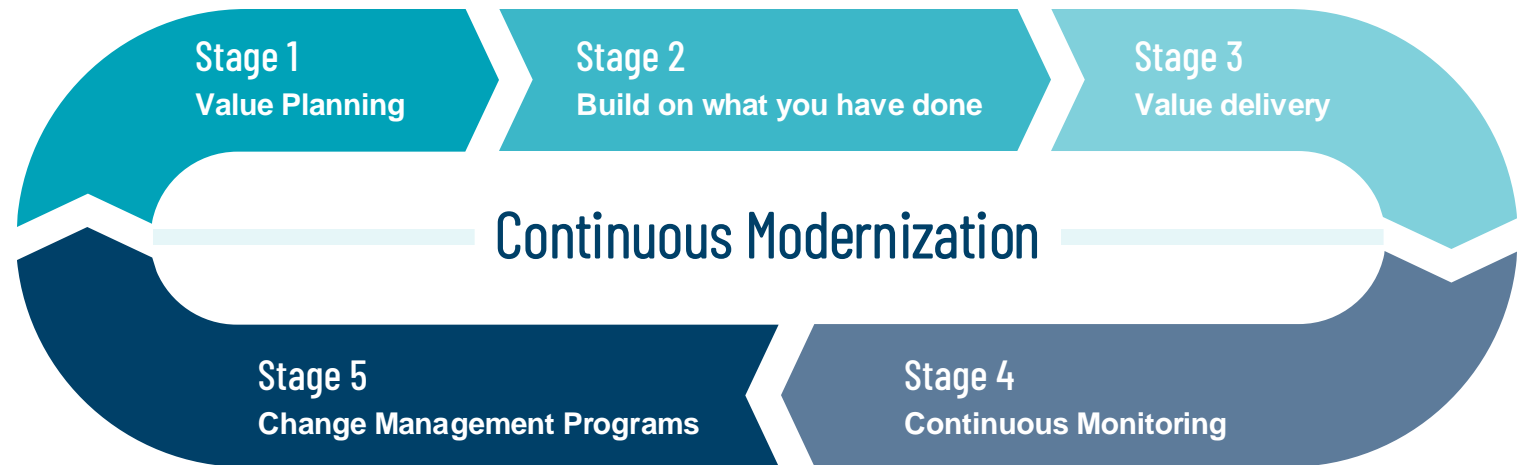 Stage 1
Value Planning
Stage 2
Build on what you have done
Stage 3
Value delivery
Continuous Modernization
Stage 5
Change Management Programs
Stage 4
Continuous Monitoring